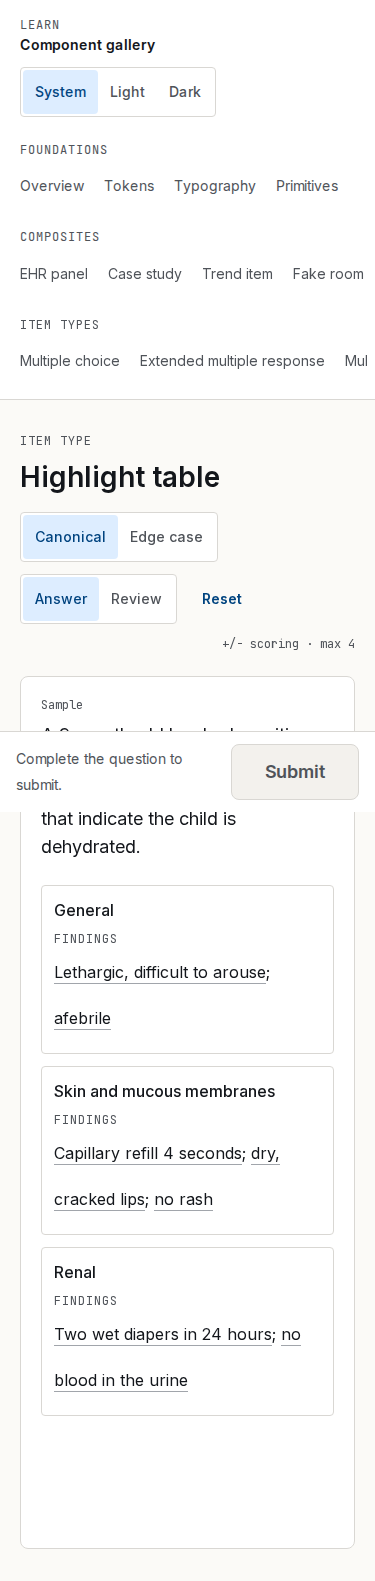 LEARN
Component gallery
System Light Dark
FOUNDATIONS
Overview Tokens Typography Primitives
COMPOSITES
EHR panel Case study Trend item Fake room
ITEM TYPES
Multiple choice Extended multiple response Mul
ITEM TYPE
Highlight table
Canonical Edge case
Answer Review Reset
+/- scoring · max 4
Sample
Complete the question to
submit.
Submit
that indicate the child is
dehydrated.
General
FINDINGS
Lethargic, difficult to arouse;
afebrile
Skin and mucous membranes
FINDINGS
Capillary refill 4 seconds; dry,
cracked lips; no rash
Renal
FINDINGS
Two wet diapers in 24 hours; no
blood in the urine